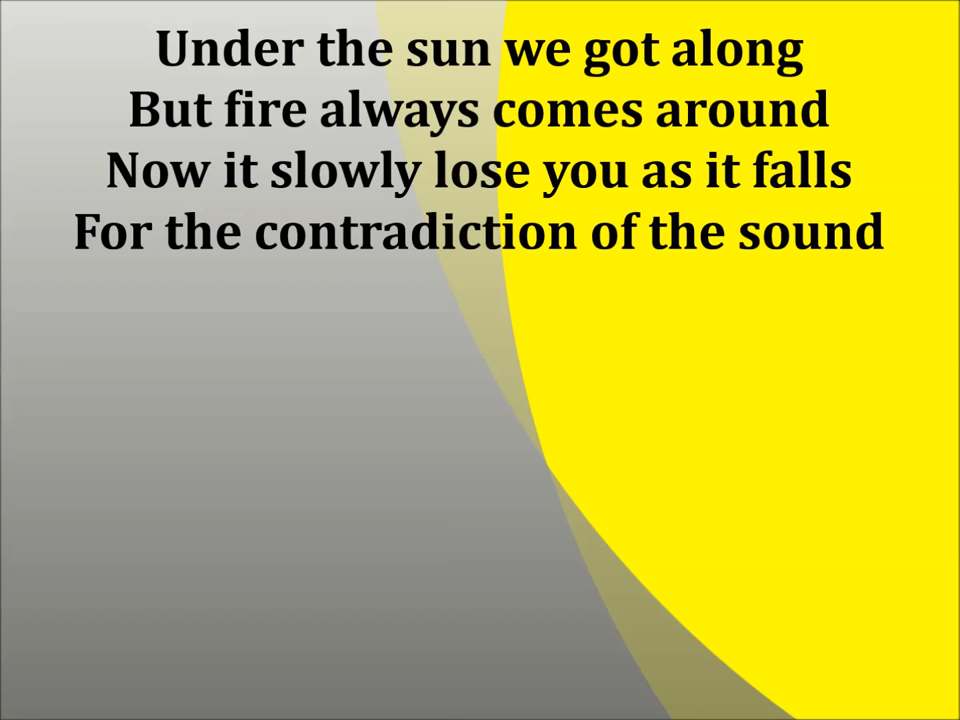 Under the sun we got along
But fire always comes around
Now it slowly lose you as it falls
For the contradiction of the sound